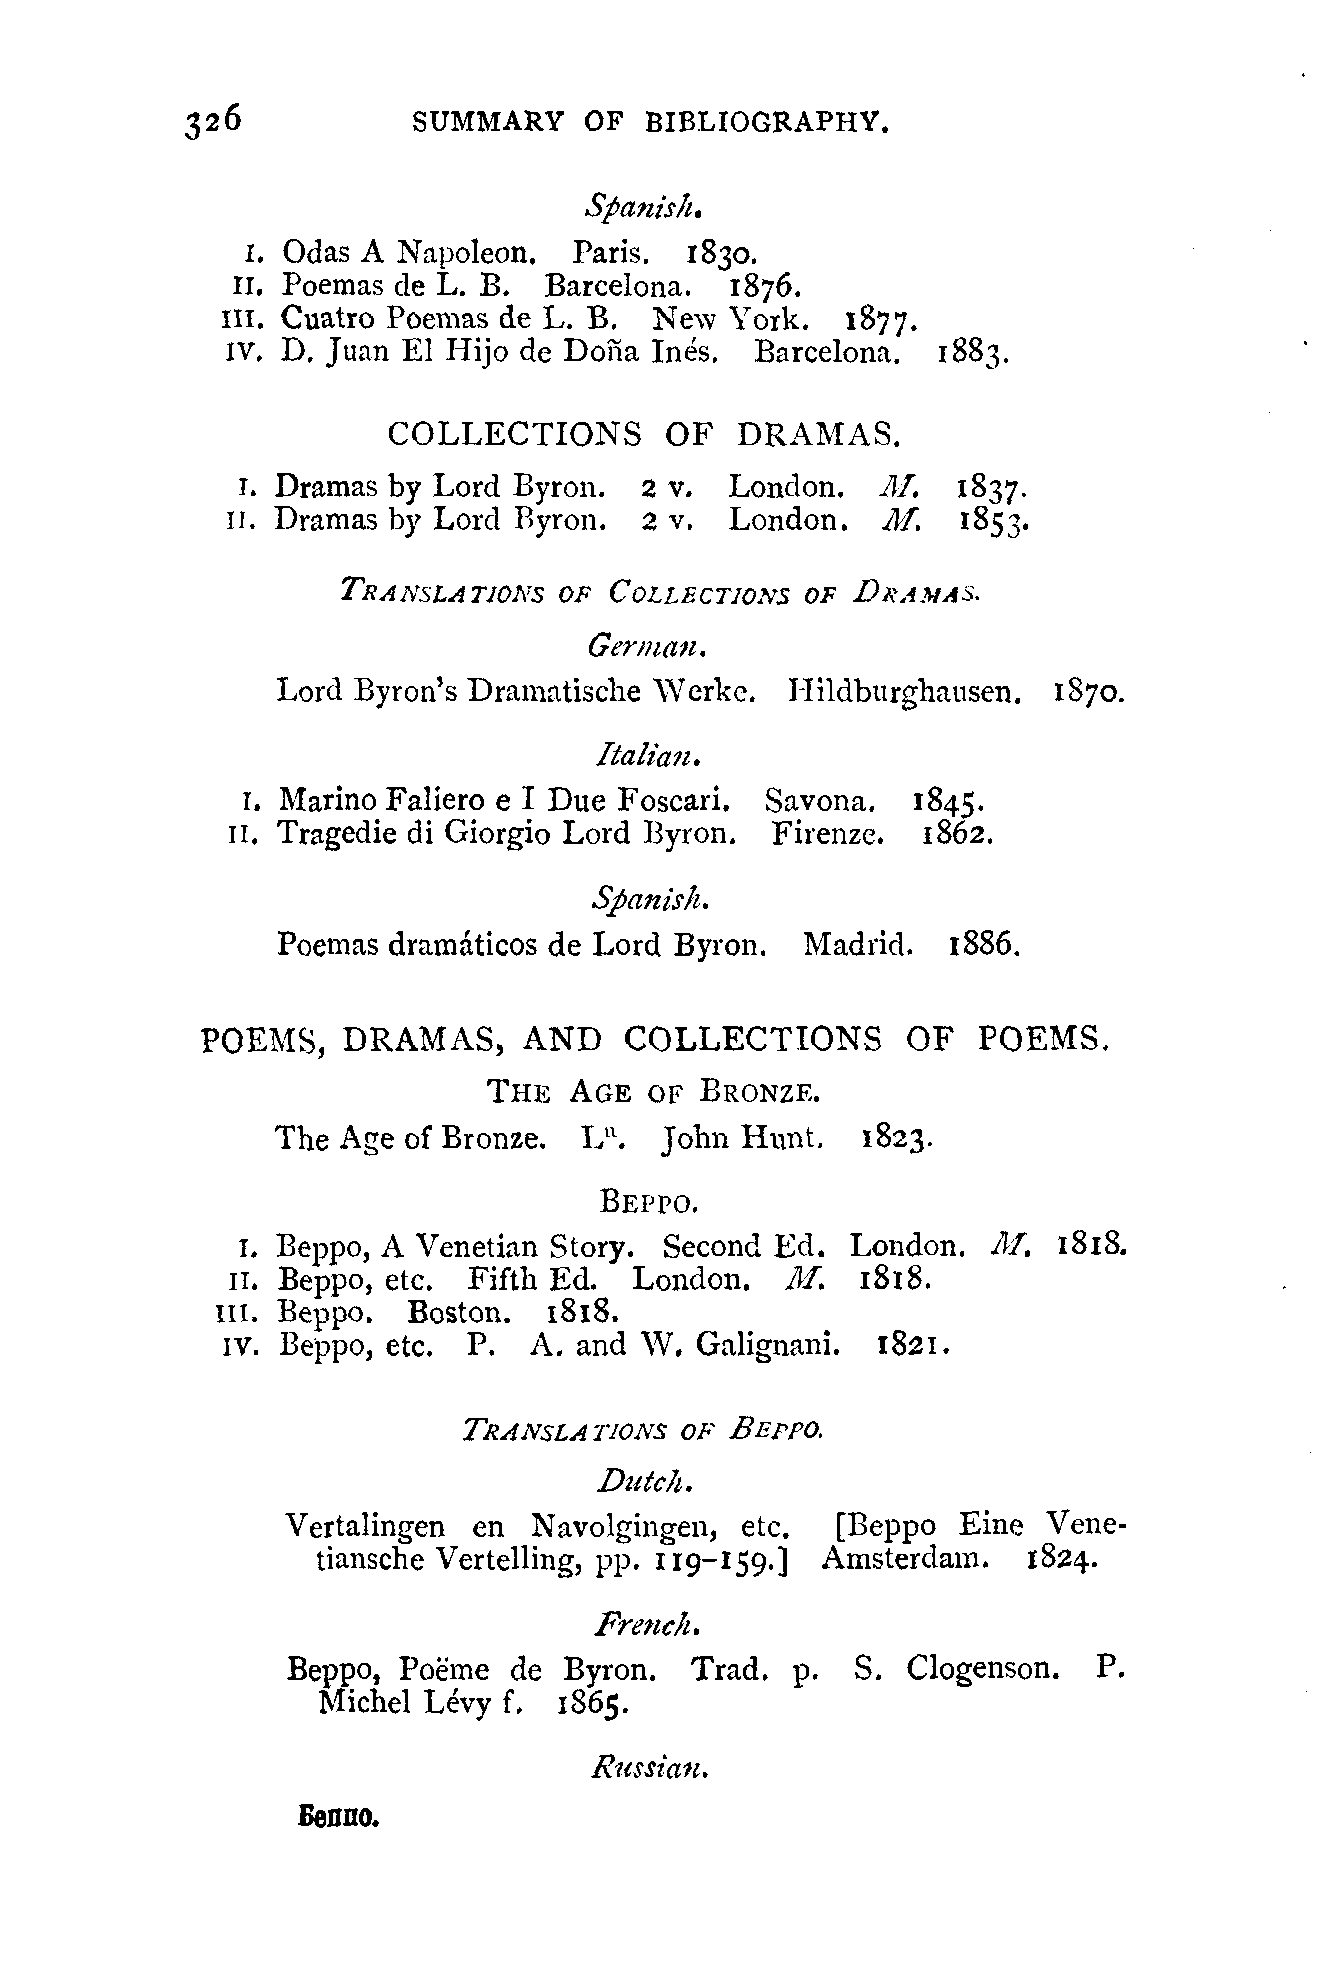 326 SUMMARY OF BIBLIOGRAPHY.
Spanish.
I. Odas A Napoleon. Paris. 1830.
II. Poemas de L. B. Barcelona. 1876.
III. Cuatro Poemas de L. B. New York. 1877.
IV. D. Juan El Hijo de Doña Inés. Barcelona. 1883.
COLLECTIONS OF DRAMAS.
I. Dramas by Lord Byron. 2 v. London. M. 1837.
II. Dramas by Lord Byron. 2 v. London. M. 1853.
TRANSLATIONS OF COLLECTIONS OF DRAMAS.
German.
Lord Byron's Dramatische Werke. Hildburghausen. 1870.
Italian.
I. Marino Faliero e I Due Foscari. Savona. 1845.
II. Tragedie di Giorgio Lord Byron. Firenze. 1862.
Spanish.
Poemas dramáticos de Lord Byron. Madrid. 1886.
POEMS, DRAMAS, AND COLLECTIONS OF POEMS.
THE AGE OF BRONZE.
The Age of Bronze. Lⁿ. John Hunt. 1823.
BEPPO.
I. Beppo, A Venetian Story. Second Ed. London. M. 1818.
II. Beppo, etc. Fifth Ed. London. M. 1818.
III. Beppo. Boston. 1818.
IV. Beppo, etc. P. A. and W. Galignani. 1821.
TRANSLATIONS OF BEPPO.
Dutch.
Vertalingen en Navolgingen, etc. [Beppo Eine Vene-
tiansche Vertelling, pp. 119–159.] Amsterdam. 1824.
French.
Beppo, Poëme de Byron. Trad. p. S. Clogenson. P.
Michel Lévy f. 1865.
Russian.
Беппо.